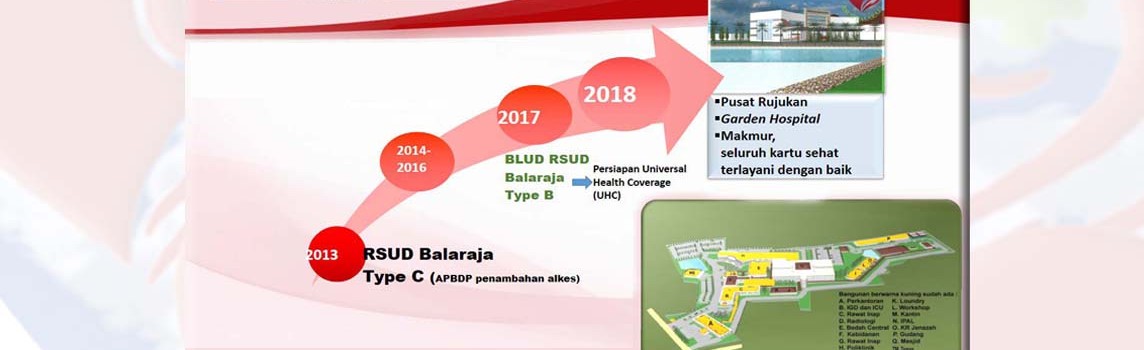 2018
2017
2014-
2016
2013
RSUD Balaraja
Type C (APBDP penambahan alkes)
BLUD RSUD
Balaraja
Type B
Persiapan Universal
Health Coverage
(UHC)
▪Pusat Rujukan
▪Garden Hospital
▪Makmur,
seluruh kartu sehat
terlayani dengan baik
Bangunan berwarna kuning sudah ada :
A. Perkantoran
B. IGD dan ICU
C. Rawat Inap
D. Radiologi
E. Bedah Central
F. Kebidanan
G. Rawat Inap
H. Poliklinik
K. Loundry
L. Workshop
M. Kantin
N. IPAL
O. KR Jenazah
P. Gudang
Q. Masjid